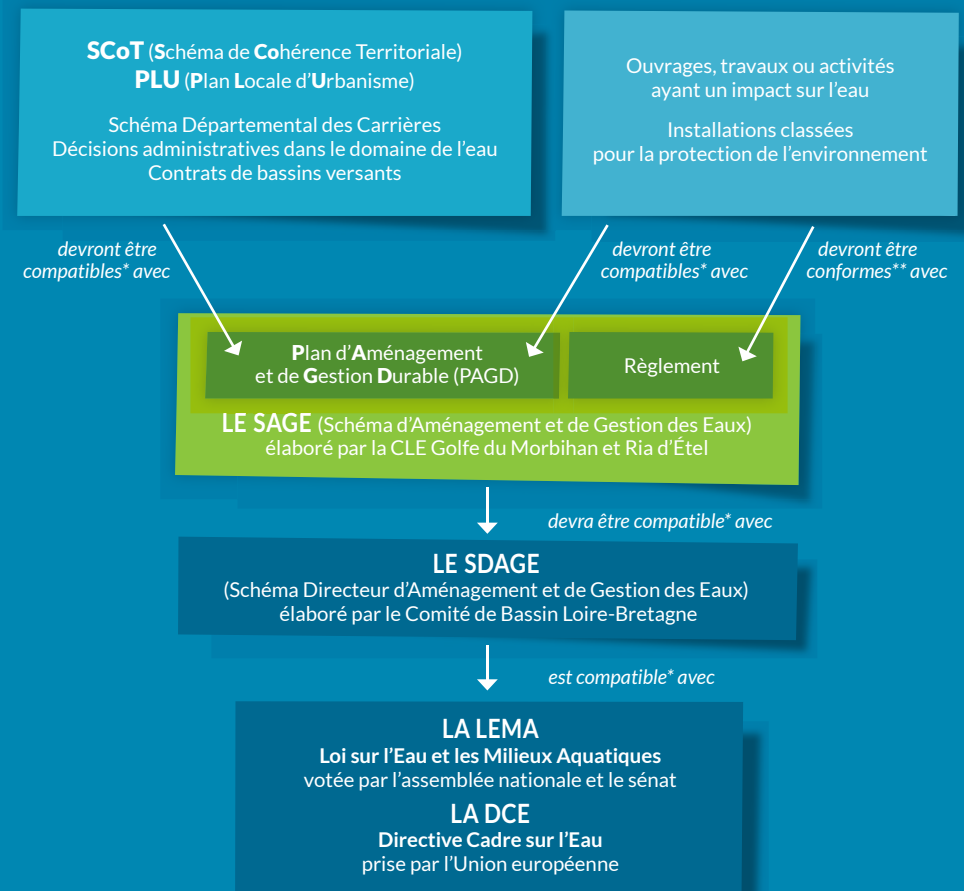 SCoT (Schéma de Cohérence Territoriale)
PLU (Plan Locale d'Urbanisme)
Schéma Départemental des Carrières
Décisions administratives dans le domaine de l'eau
Contrats de bassins versants
Ouvrages, travaux ou activités
ayant un impact sur l'eau
Installations classées
pour la protection de l'environnement
devront être
compatibles* avec
devront être
compatibles* avec
devront être
conformes** avec
Plan d'Aménagement
et de Gestion Durable (PAGD)
Règlement
LE SAGE (Schéma d'Aménagement et de Gestion des Eaux)
élaboré par la CLE Golfe du Morbihan et Ria d'Étel
devra être compatible* avec
LE SDAGE
(Schéma Directeur d'Aménagement et de Gestion des Eaux)
élaboré par le Comité de Bassin Loire-Bretagne
est compatible* avec
LA LEMA
Loi sur l'Eau et les Milieux Aquatiques
votée par l'assemblée nationale et le sénat
LA DCE
Directive Cadre sur l'Eau
prise par l'Union européenne